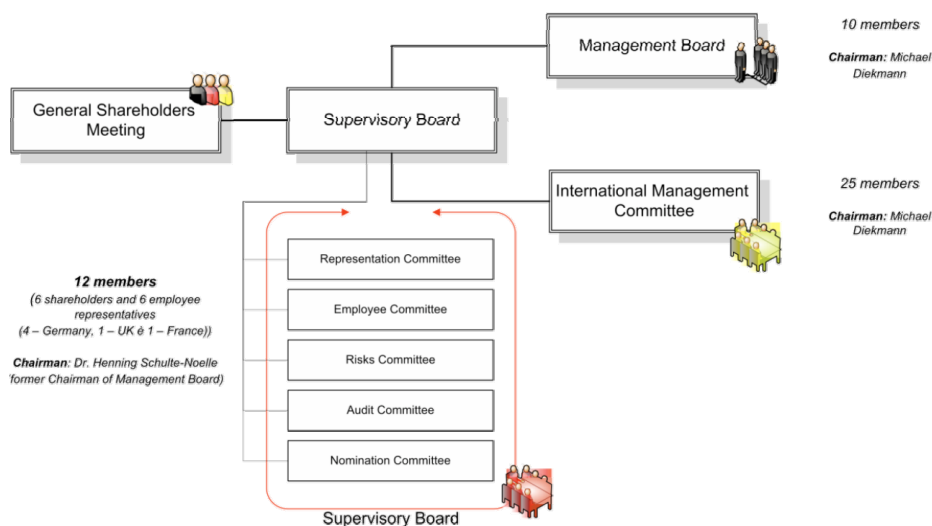 10 members
Management Board
Chairman: Michael
Diekmann
General Shareholders
Meeting
Supervisory Board
International Management
Committee
25 members
Chairman: Michael
Diekmann
Representation Committee
12 members
(6 shareholders and 6 employee
representatives
(4 – Germany, 1 – UK è 1 – France))
Employee Committee
Risks Committee
Chairman: Dr. Henning Schulte-Noelle
(former Chairman of Management Board)
Audit Committee
Nomination Committee
Supervisory Board